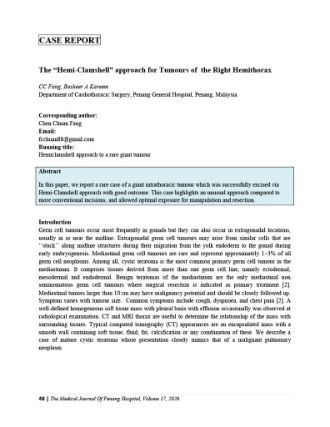 CASE REPORT
The “Hemi-Clamshell” approach for Tumours of the Right Hemithorax
CC Fang, Basheer A Kareem
Department of Cardiothoracic Surgery, Penang General Hospital, Penang, Malaysia
Corresponding author:
Chen Chuan Fang
Email:
fcchuan88@gmail.com
Running title:
Hemiclamshell approach to a rare giant tumour
Abstract
In this paper, we report a rare case of a giant intrathoracic tumour which was successfully excised via
Hemi-Clamshell approach with good outcome. This case highlights an unusual approach compared to
more conventional incisions, and allowed optimal exposure for manipulation and resection.
Introduction
Germ cell tumours occur most frequently in gonads but they can also occur in extragonadal locations,
usually in or near the midline. Extragonadal germ cell tumours may arise from similar cells that are
‘‘stuck’’ along midline structures during their migration from the yolk endoderm to the gonad during
early embryogenesis. Mediastinal germ cell tumours are rare and represent approximately 1–3% of all
germ cell neoplasms. Among all, cystic teratoma is the most common primary germ cell tumour in the
mediastinum. It comprises tissues derived from more than one germ cell line, namely ectodermal,
mesodermal and endodermal. Benign teratomas of the mediastinum are the only mediastinal non
seminomatous germ cell tumours where surgical resection is indicated as primary treatment [2].
Mediastinal tumors larger than 10 cm may have malignancy potential and should be closely followed up.
Symptom varies with tumour size. Common symptoms include cough, dyspnoea, and chest pain [2]. A
well-defined homogeneous soft tissue mass with pleural basis with effusion occasionally was observed at
radiological examination. CT and MRI thorax are useful to determine the relationship of the mass with
surrounding tissues. Typical computed tomography (CT) appearances are an encapsulated mass with a
smooth wall containing soft tissue, fluid, fat, calcification or any combination of these. We describe a
case of mature cystic teratoma whose presentation closely mimics that of a malignant pulmonary
neoplasm.
48 | The Medical Journal Of Penang Hospital, Volume 17, 2020.